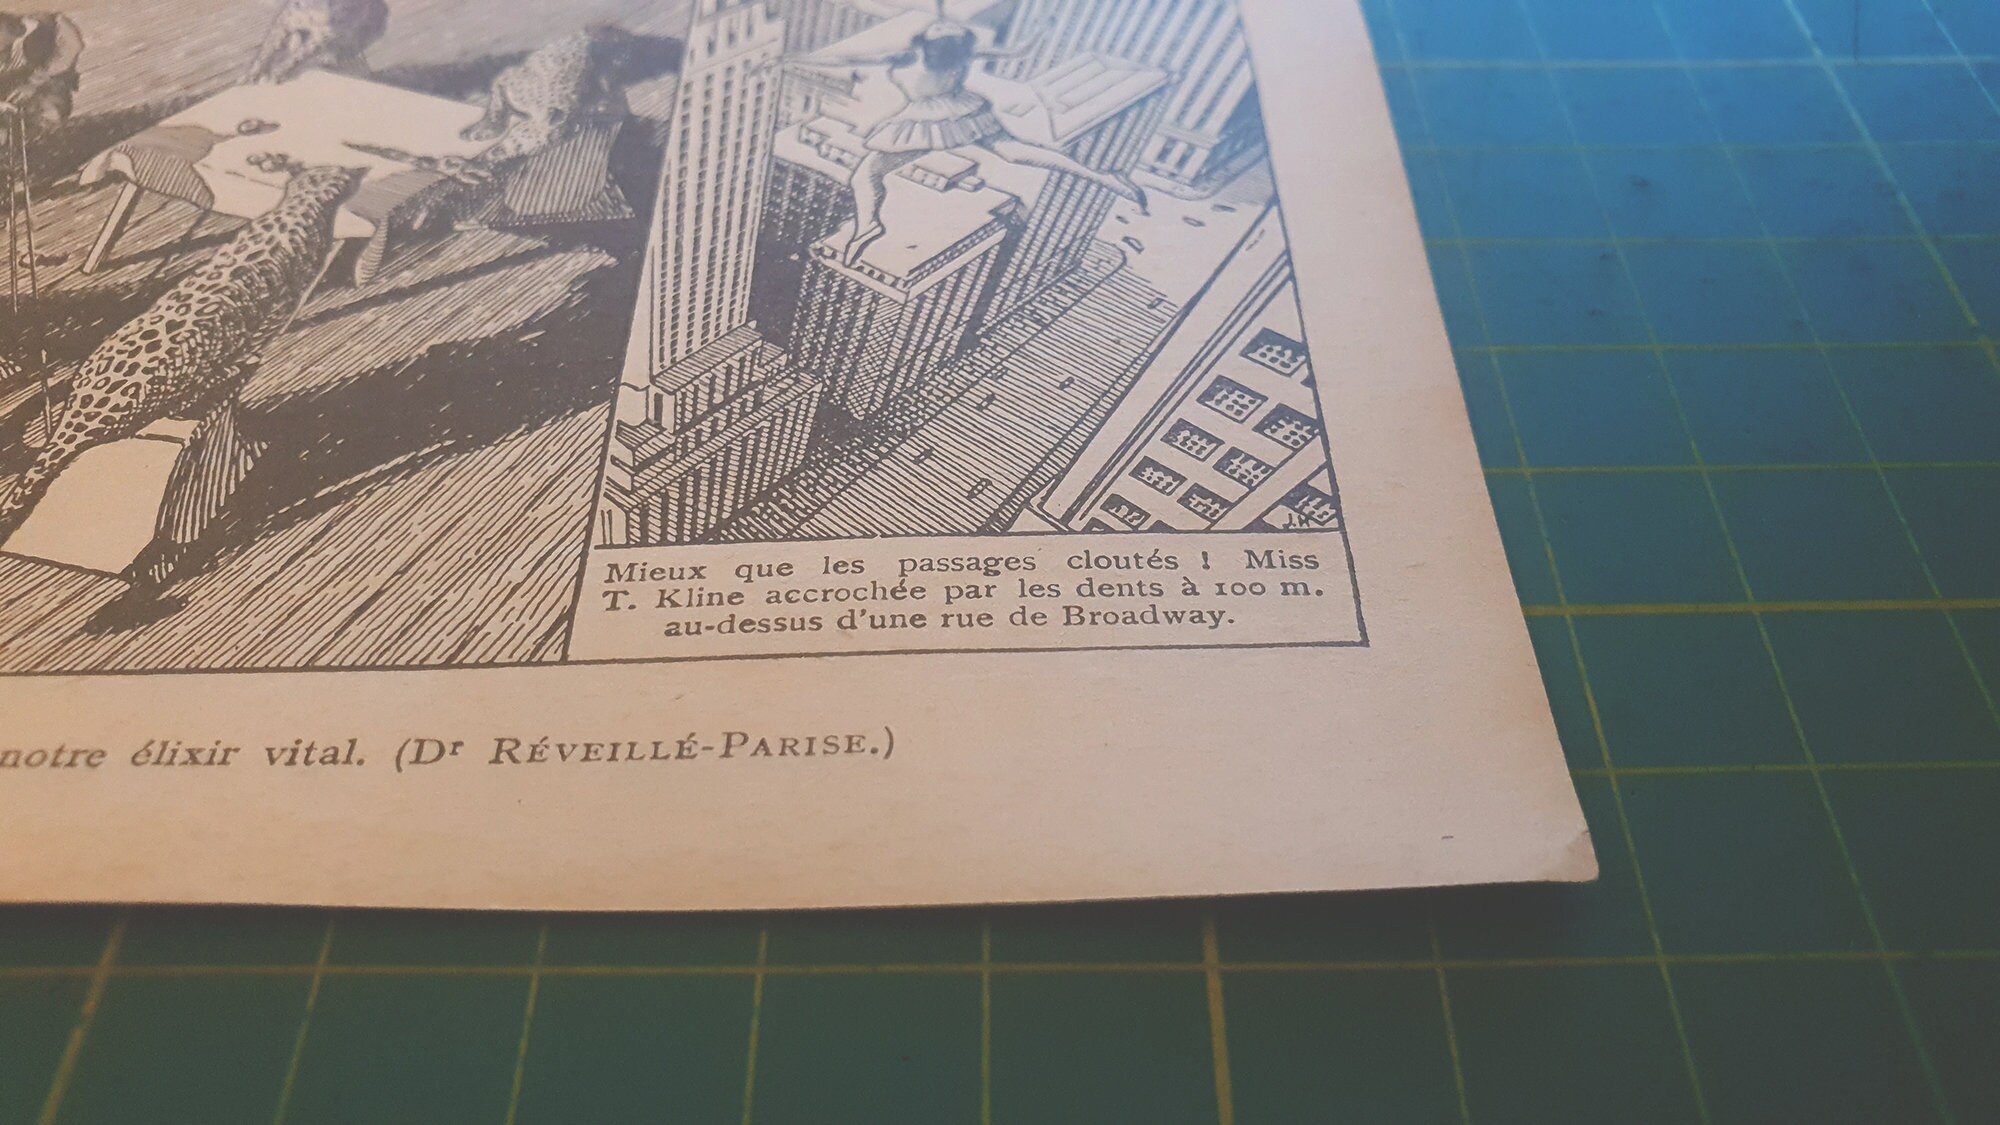 J.H
Mieux que les passages cloutés ! Miss
T. Kline accrochée par les dents à 100 m.
au-dessus d'une rue de Broadway.
notre élixir vital. (Dr RÉVEILLÉ-PARISE.)